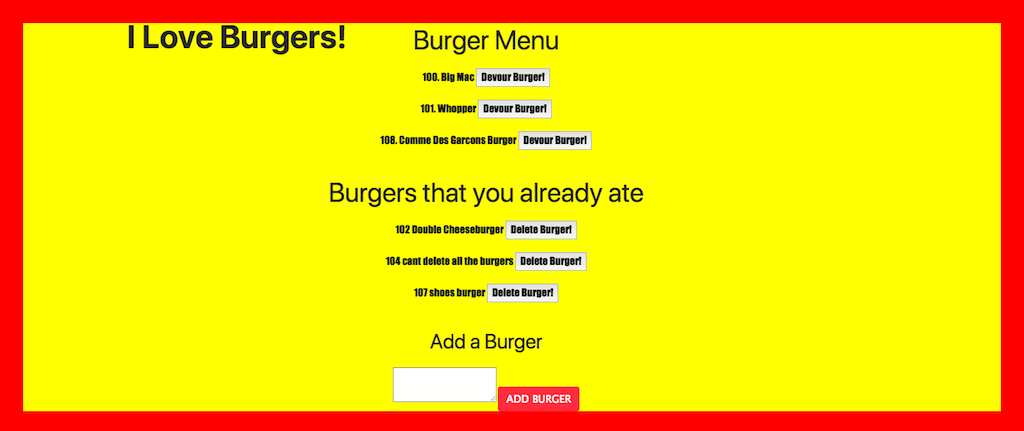 I Love Burgers!
Burger Menu
100. Big Mac Devour Burger!
101. Whopper Devour Burger!
108. Comme Des Garcons Burger Devour Burger!
Burgers that you already ate
102 Double Cheeseburger Delete Burger!
104 cant delete all the burgers Delete Burger!
107 shoes burger Delete Burger!
Add a Burger
ADD BURGER